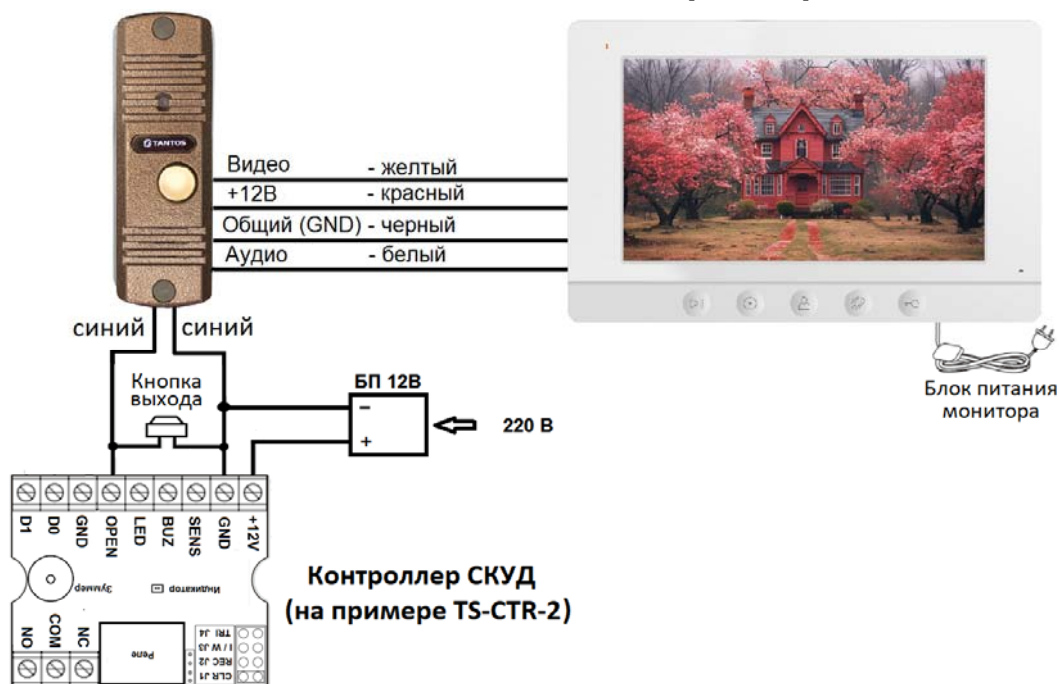 TANTOS
Видео - желтый
+12В - красный
Общий (GND) - черный
Аудио - белый
синий синий
Кнопка
выхода
БП 12В
–
+
220 В
Блок питания
монитора
D1 D0 GND OPEN LED BUZ SENS GND +12V
Зуммер
Индикатор
Контроллер СКУД
(на примере TS-CTR-2)
NO COM NC
Реле
TRI J4
I / W J3
REC J2
CLR J1